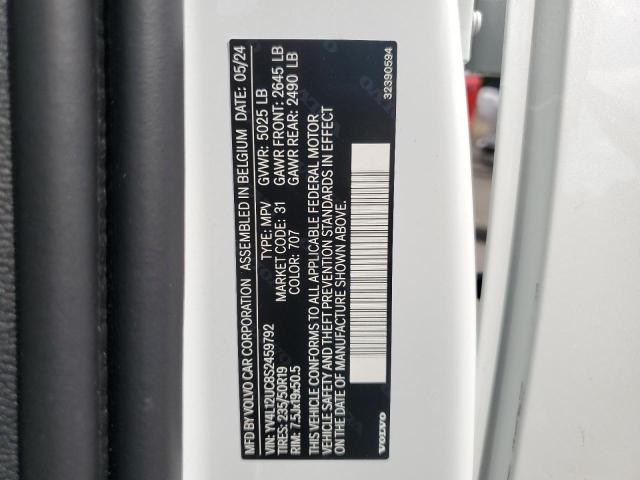 MFD BY VOLVO CAR CORPORATION ASSEMBLED IN BELGIUM DATE: 05/24
VIN: YV4L12UC8S2459792 TYPE: MPV GVWR: 5025 LB
TIRES: 235/50R19 MARKET CODE: 31 GAWR FRONT: 2645 LB
RIM: 7.5Jx19x50.5 COLOR: 707 GAWR REAR: 2490 LB
THIS VEHICLE CONFORMS TO ALL APPLICABLE FEDERAL MOTOR
VEHICLE SAFETY AND THEFT PREVENTION STANDARDS IN EFFECT
ON THE DATE OF MANUFACTURE SHOWN ABOVE.
VOLVO 32390594